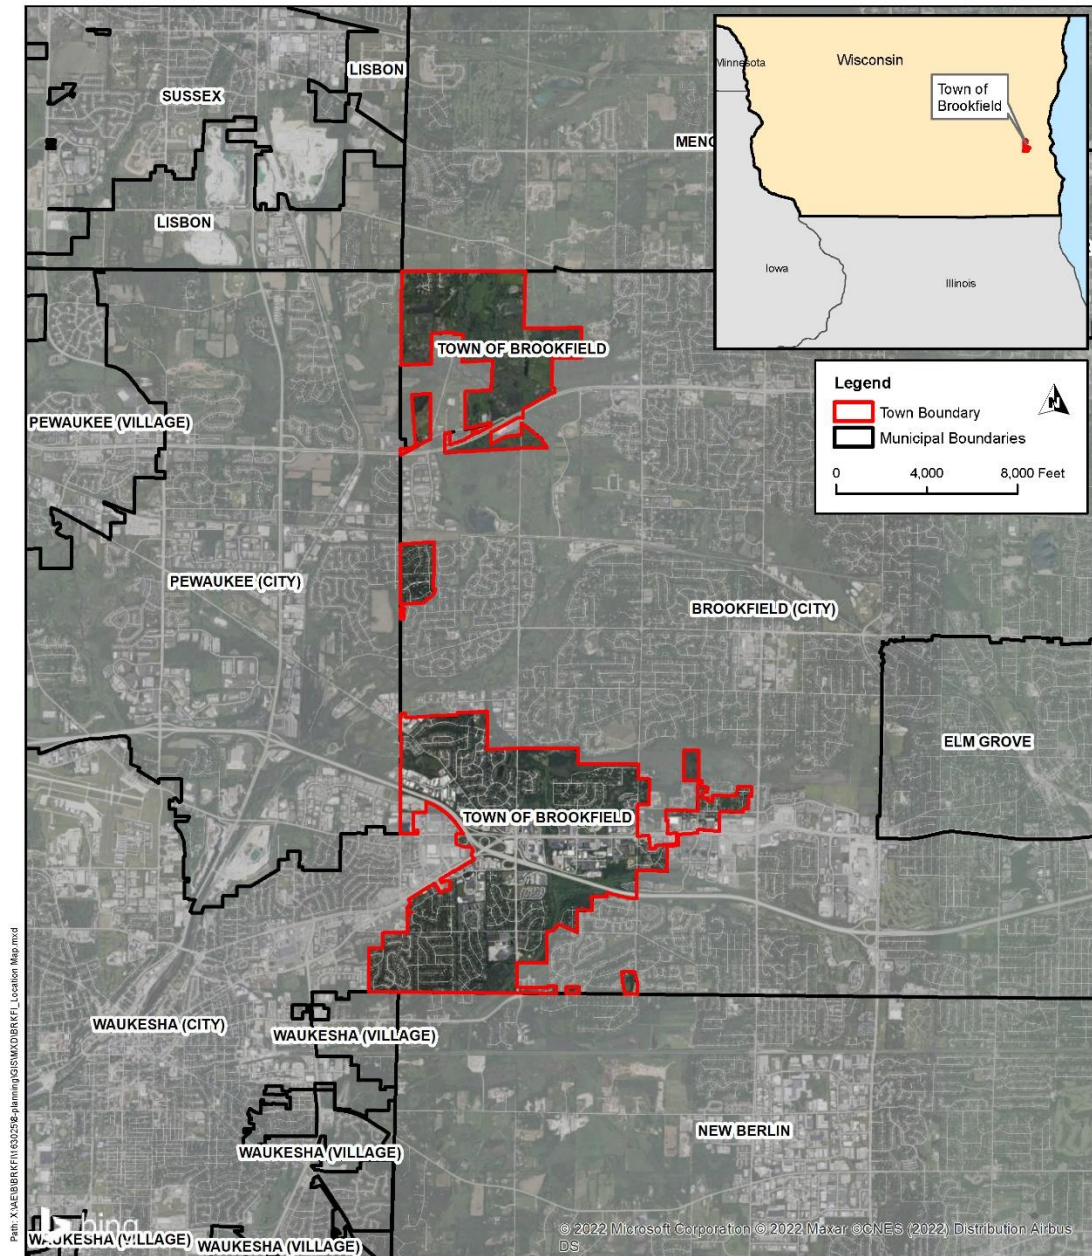 LISBON
SUSSEX
MENO
LISBON
Minnesota
Wisconsin
Town of
Brookfield
Iowa
Illinois
TOWN OF BROOKFIELD
PEWAUKEE (VILLAGE)
Legend
Town Boundary
Municipal Boundaries
N
0 4,000 8,000 Feet
PEWAUKEE (CITY)
BROOKFIELD (CITY)
ELM GROVE
TOWN OF BROOKFIELD
WAUKESHA (CITY)
WAUKESHA (VILLAGE)
NEW BERLIN
WAUKESHA (VILLAGE)
bing
WAUKESHA (VILLAGE)
WAUKESHA (VILLAGE)
© 2022 Microsoft Corporation © 2022 Maxar ©CNES (2022) Distribution Airbus
DS